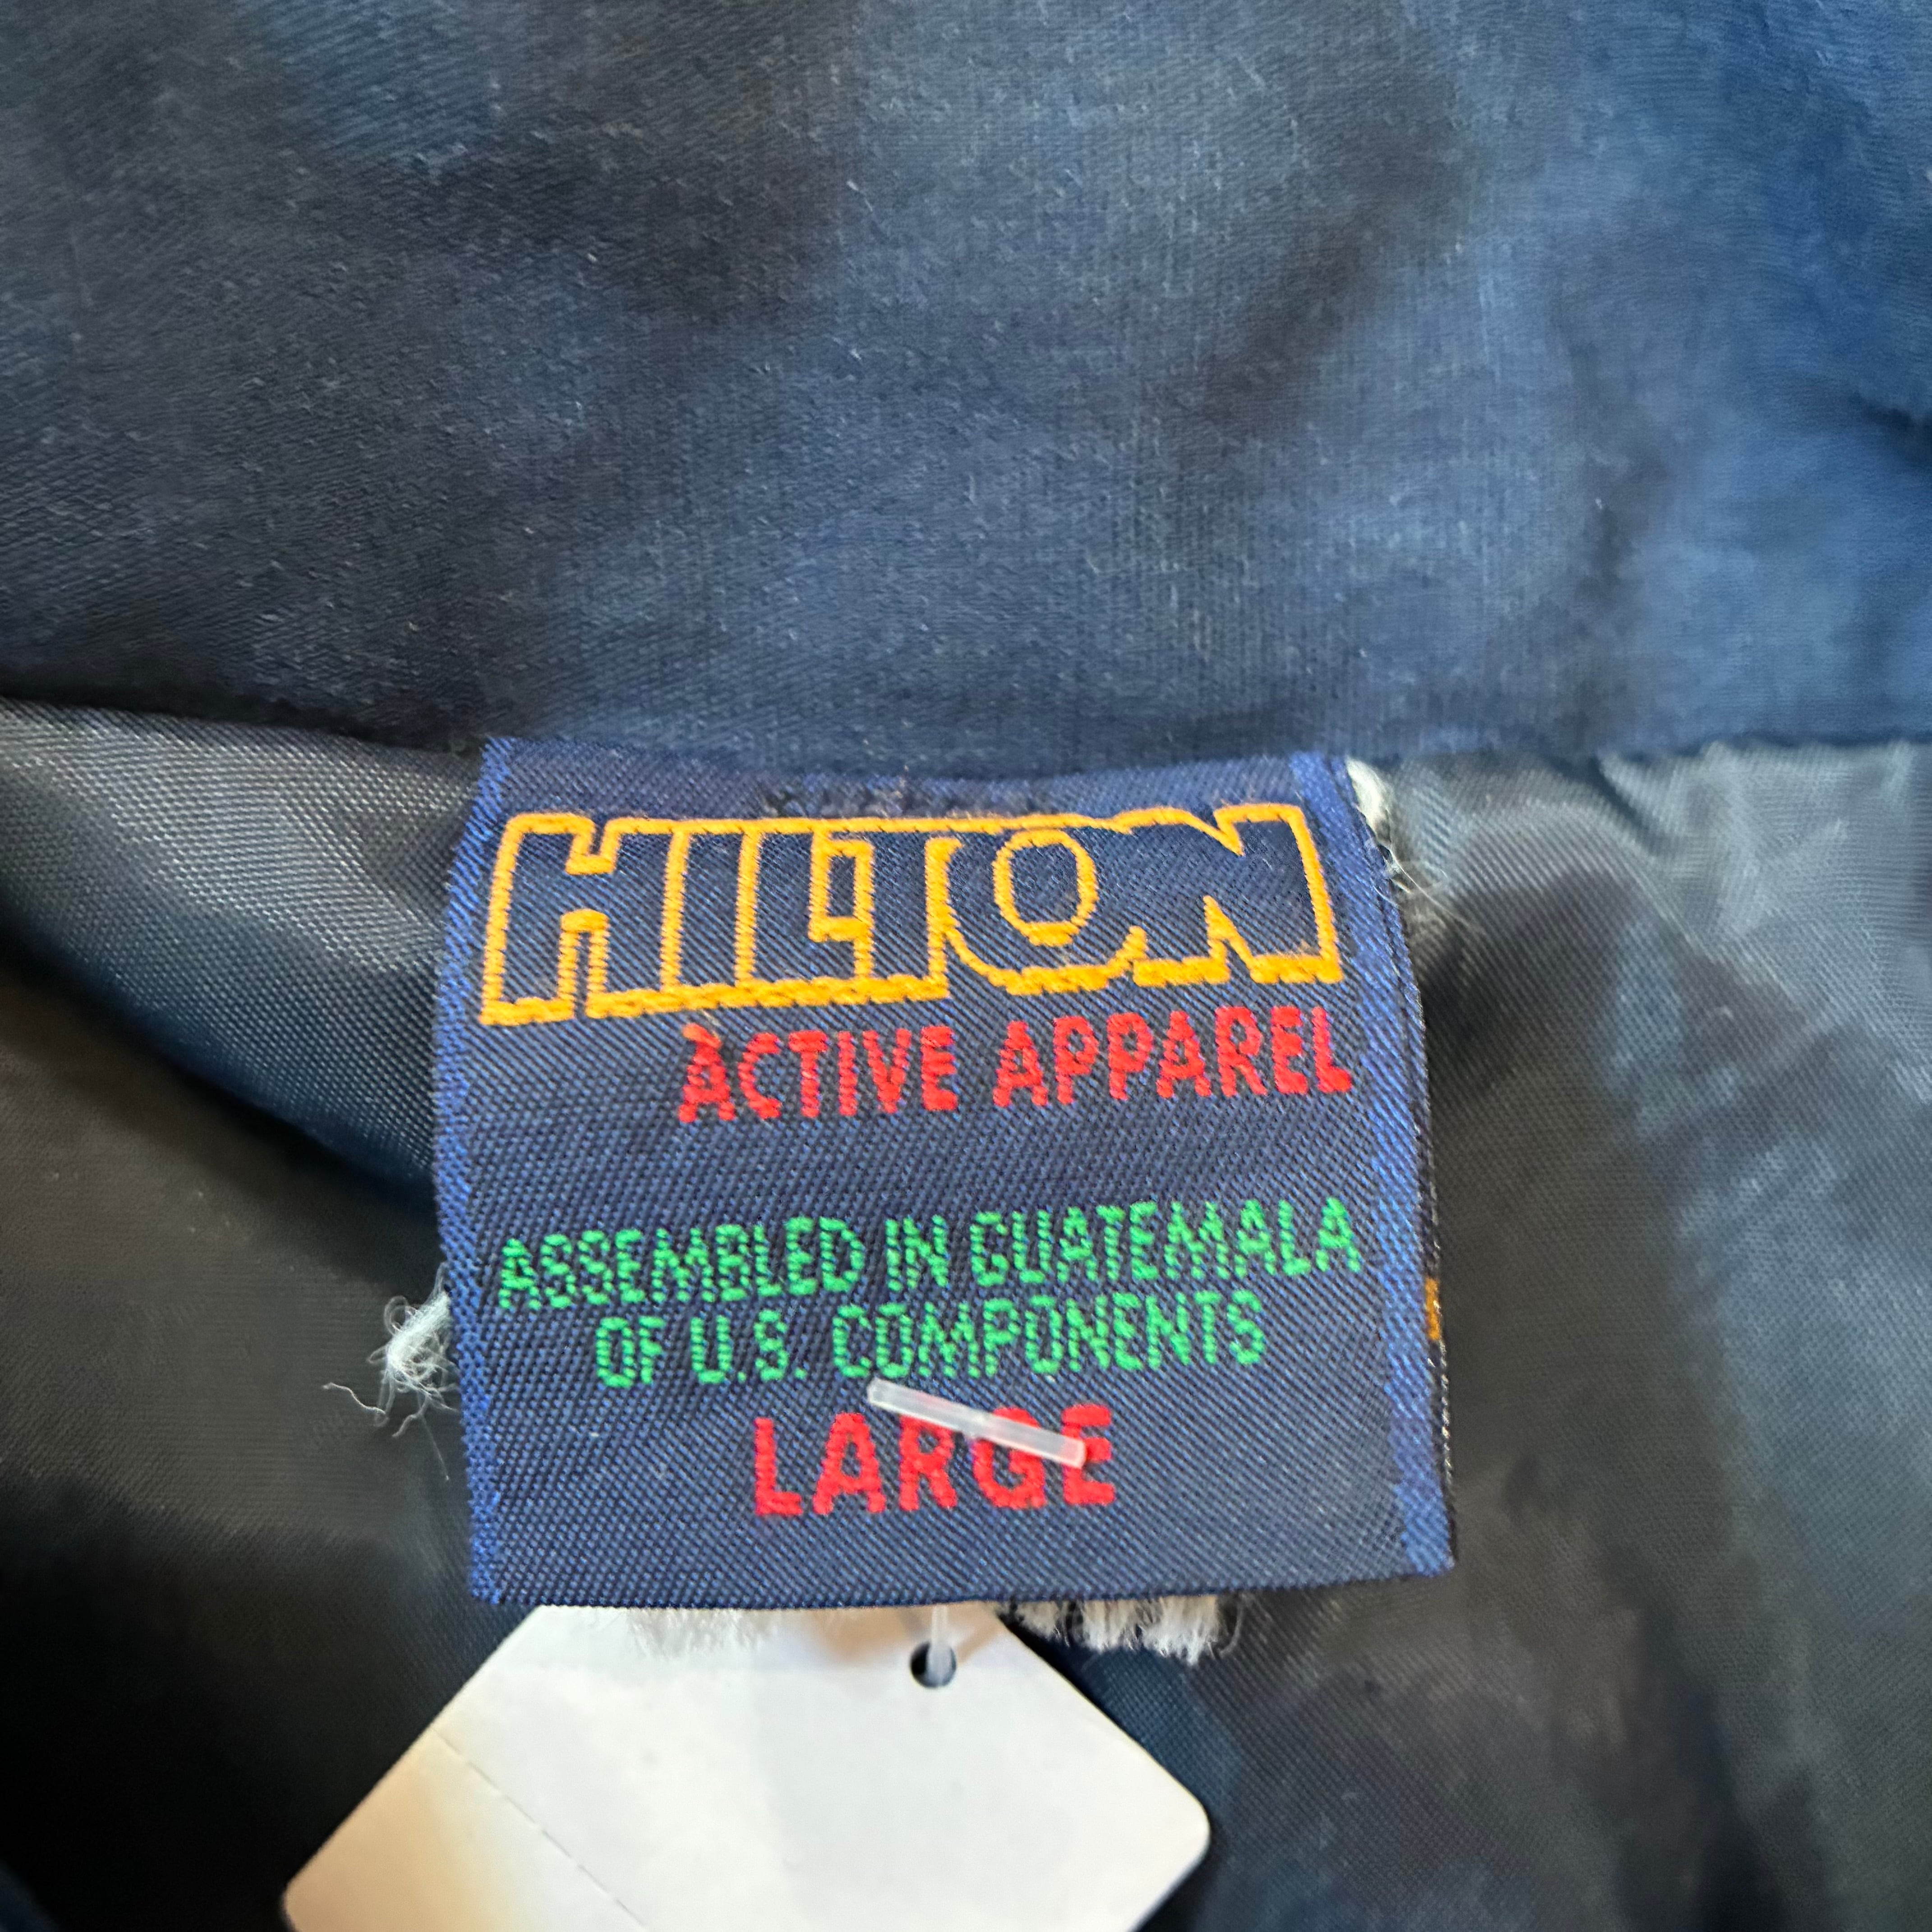 HILTON
ACTIVE APPAREL
ASSEMBLED IN GUATEMALA
OF U.S. COMPONENTS
LARGE